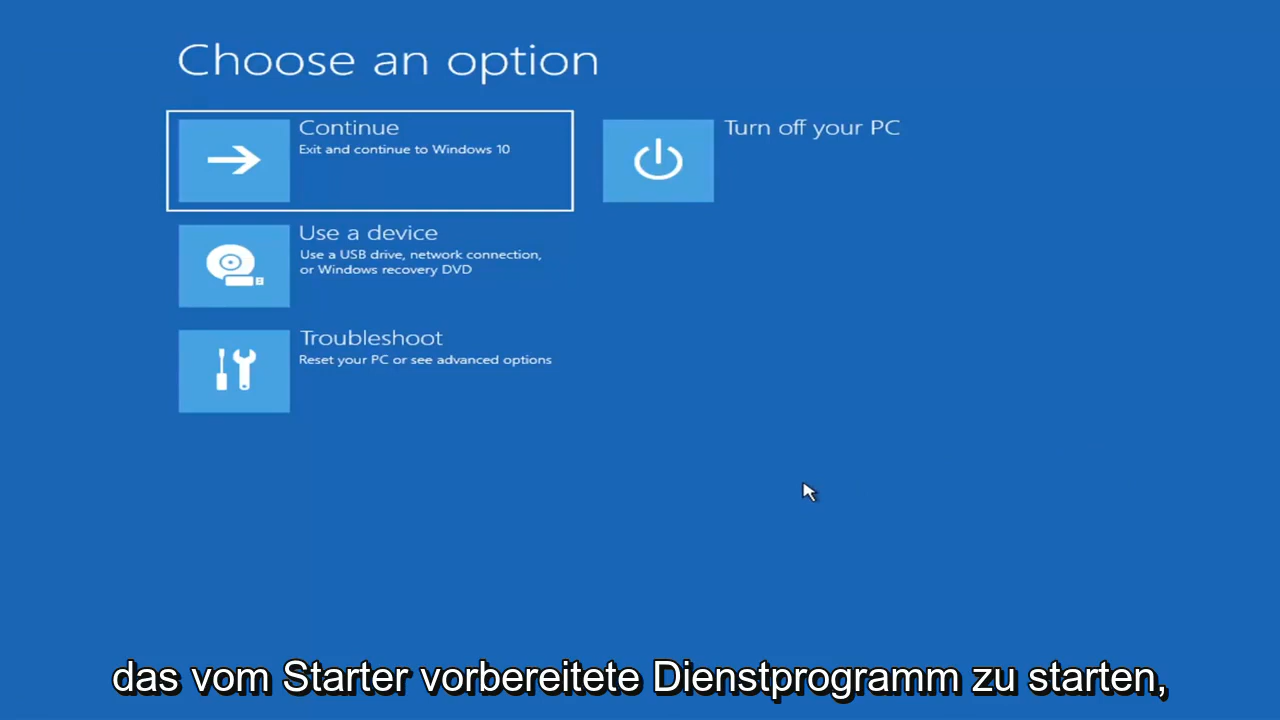 Choose an option
Continue
Exit and continue to Windows 10
Turn off your PC
Use a device
Use a USB drive, network connection,
or Windows recovery DVD
Troubleshoot
Reset your PC or see advanced options
das vom Starter vorbereitete Dienstprogramm zu starten,